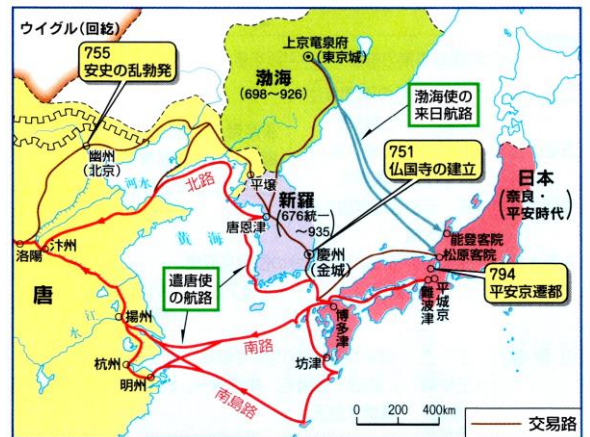 ウイグル(回紇)
755
安史の乱勃発
渤海
(698〜926)
上京竜泉府
(東京城)
渤海使の
来日航路
751
仏国寺の建立
日本
(奈良・
平安時代)
幽州
(北京)
河水
北路
平壌
新羅
(676統一
〜935)
唐恩津
黄海
慶州
(金城)
能登客院
松原客院
794
平安京遷都
洛陽
汴州
唐
遣唐使
の航路
平城京
難波津
博多津
揚州
江水
南路
坊津
杭州
明州
南島路
0 200 400km
交易路